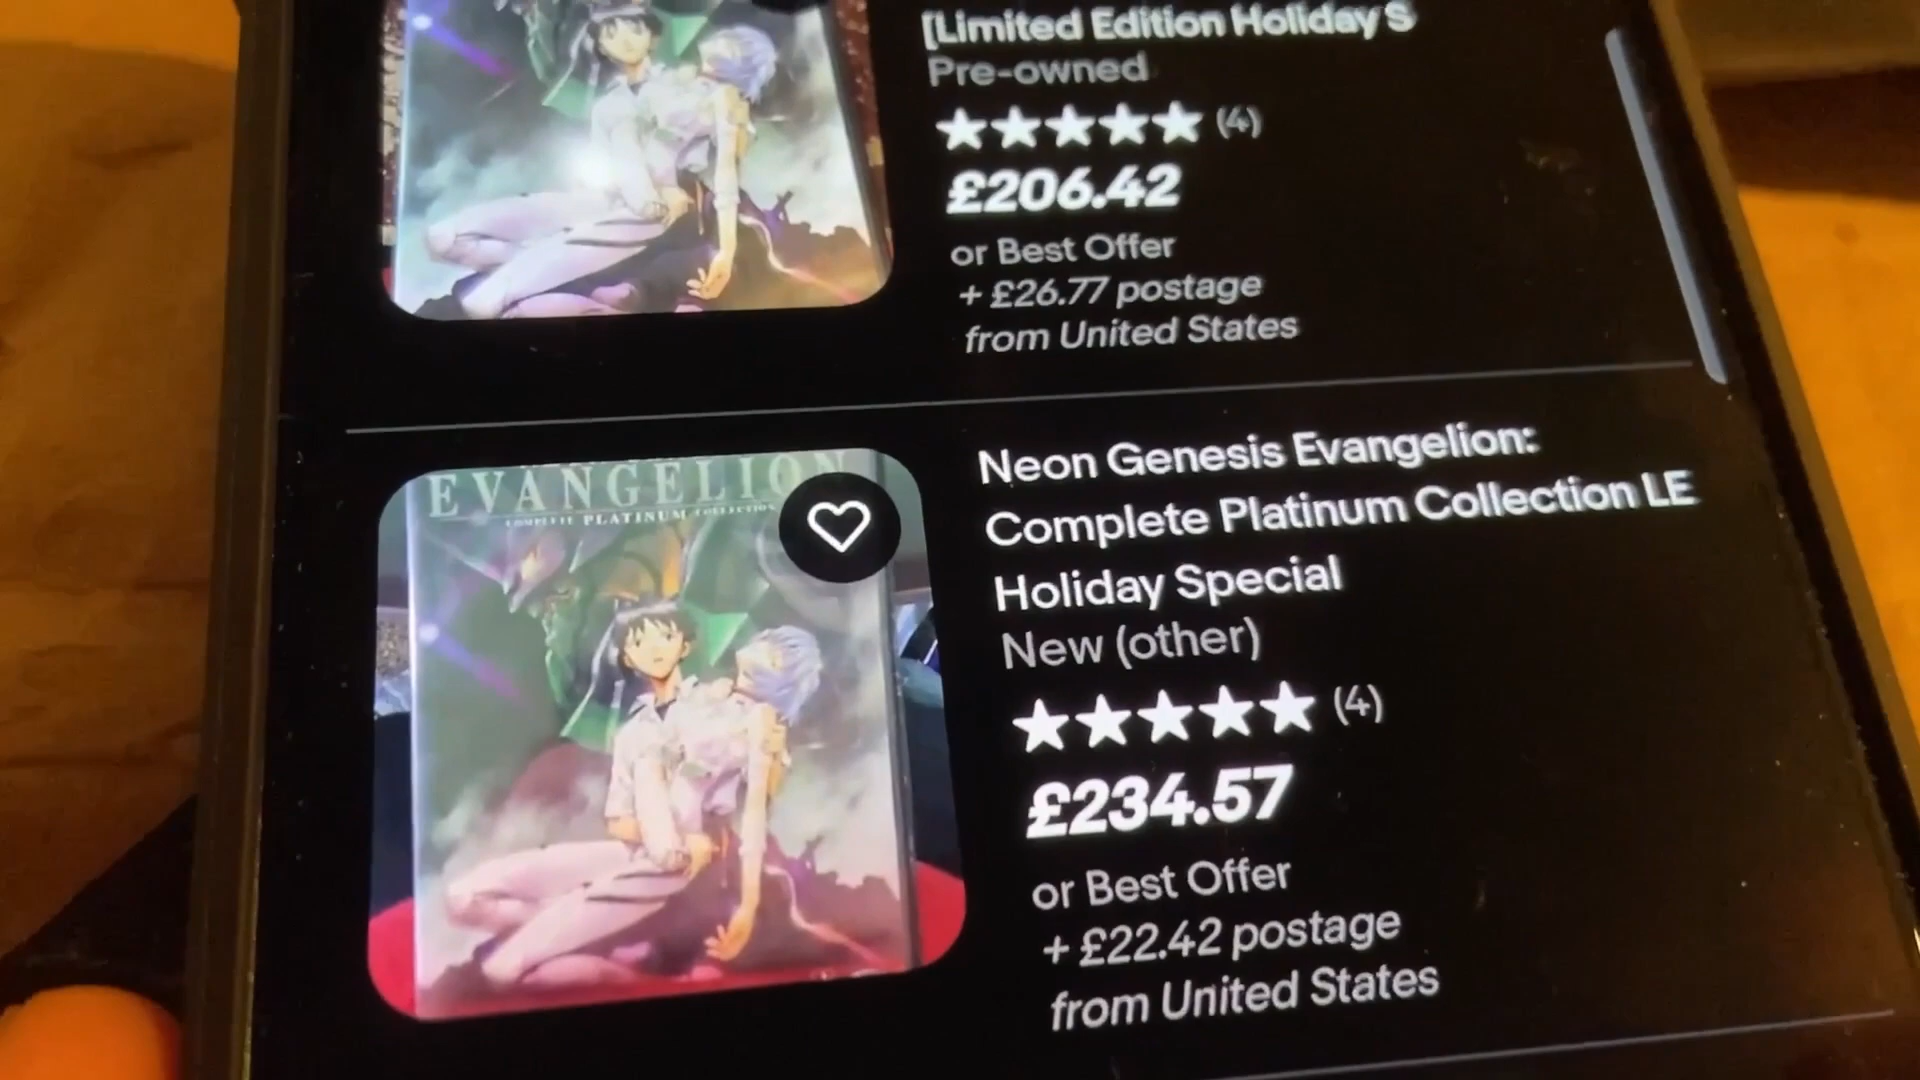 [Limited Edition Holiday S
Pre-owned
(4)
£206.42
or Best Offer
+ £26.77 postage
from United States
EVANGELION
COMPLETE PLATINUM COLLECTION
Neon Genesis Evangelion:
Complete Platinum Collection LE
Holiday Special
New (other)
(4)
£234.57
or Best Offer
+ £22.42 postage
from United States